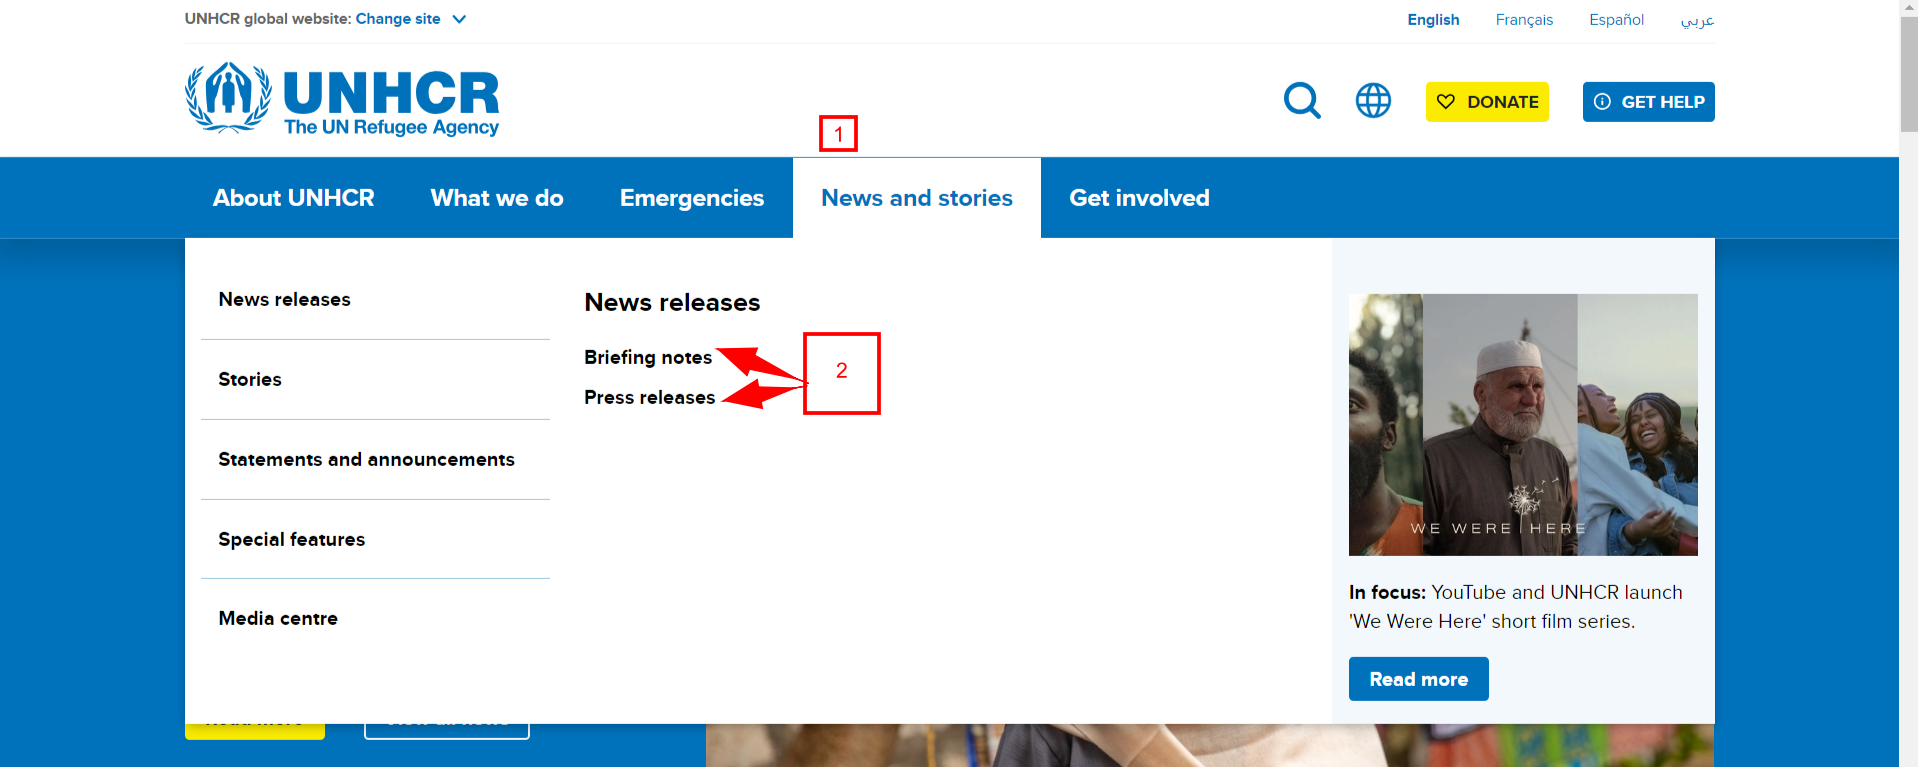 UNHCR global website: Change site
English Français Español عربي
UNHCR
The UN Refugee Agency
DONATE
GET HELP
1
About UNHCR What we do Emergencies News and stories Get involved
News releases
Stories
Statements and announcements
Special features
Media centre
News releases
Briefing notes
Press releases
2
WE WERE HERE
In focus: YouTube and UNHCR launch
'We Were Here' short film series.
Read more